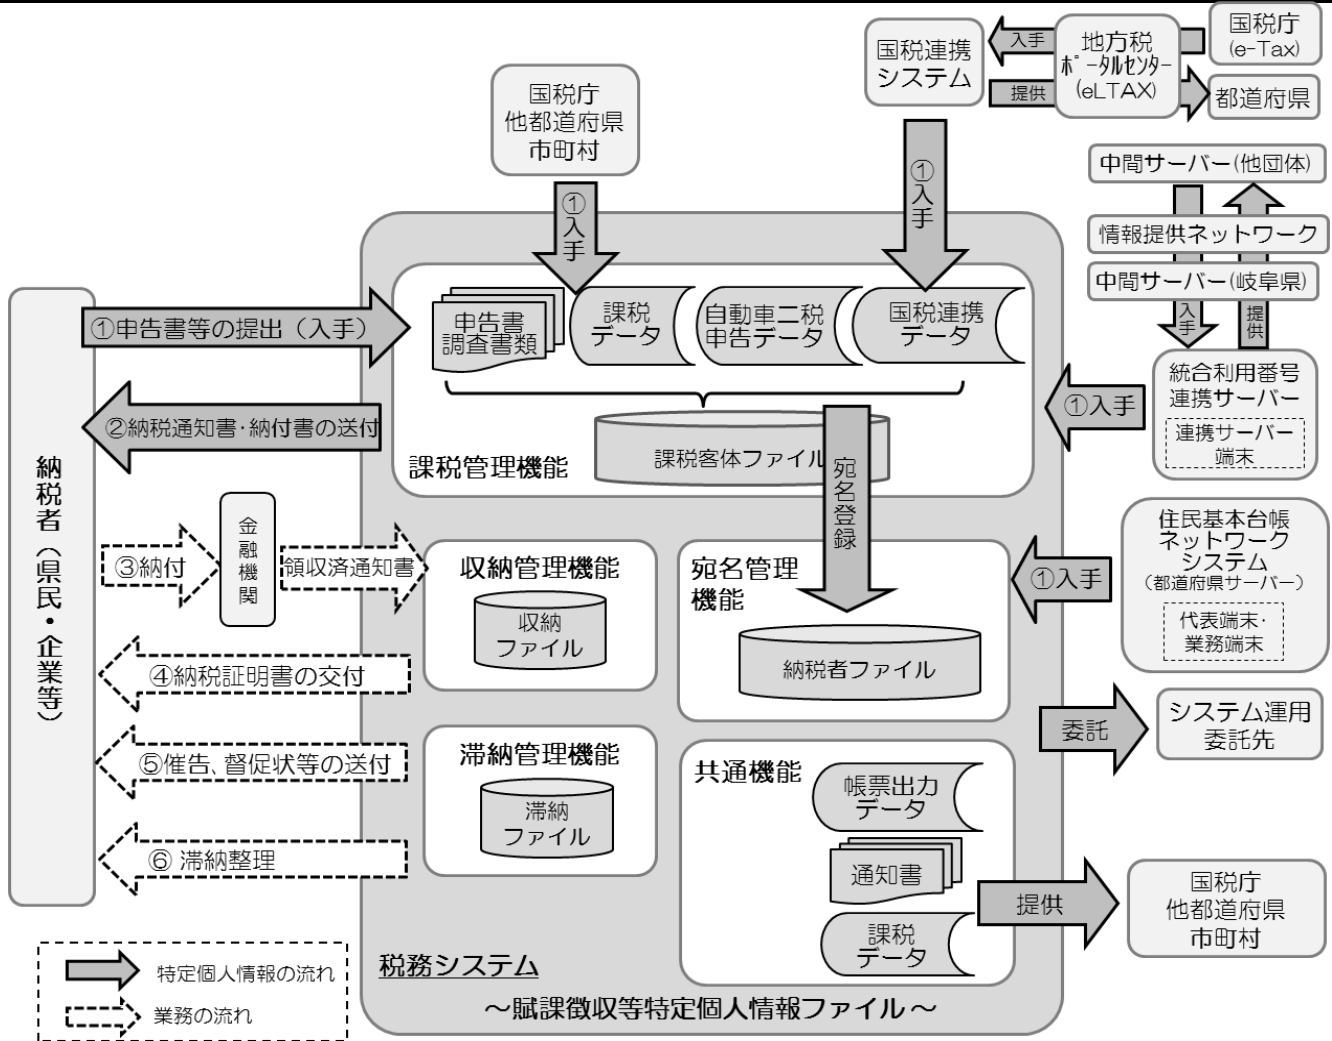 国税連携
システム
入手
提供
地方税
ﾎﾟｰﾀﾙｾﾝﾀｰ
(eLTAX)
国税庁
(e-Tax)
都道府県
国税庁
他都道府県
市町村
①入手
①入手
中間サーバー(他団体)
情報提供ネットワーク
中間サーバー(岐阜県)
入手
提供
統合利用番号
連携サーバー
連携サーバー
端末
①入手
納税者（県民・企業等）
①申告書等の提出（入手）
②納税通知書・納付書の送付
申告書
調査書類
課税
データ
自動車二税
申告データ
国税連携
データ
課税客体ファイル
課税管理機能
宛名登録
③納付
金融機関
領収済通知書
収納管理機能
収納
ファイル
宛名管理
機能
納税者ファイル
①入手
住民基本台帳
ネットワーク
システム
（都道府県サーバー）
代表端末・
業務端末
④納税証明書の交付
⑤催告、督促状等の送付
⑥ 滞納整理
滞納管理機能
滞納
ファイル
共通機能
帳票出力
データ
通知書
課税
データ
委託
システム運用
委託先
提供
国税庁
他都道府県
市町村
税務システム
～賦課徴収等特定個人情報ファイル～
特定個人情報の流れ
業務の流れ